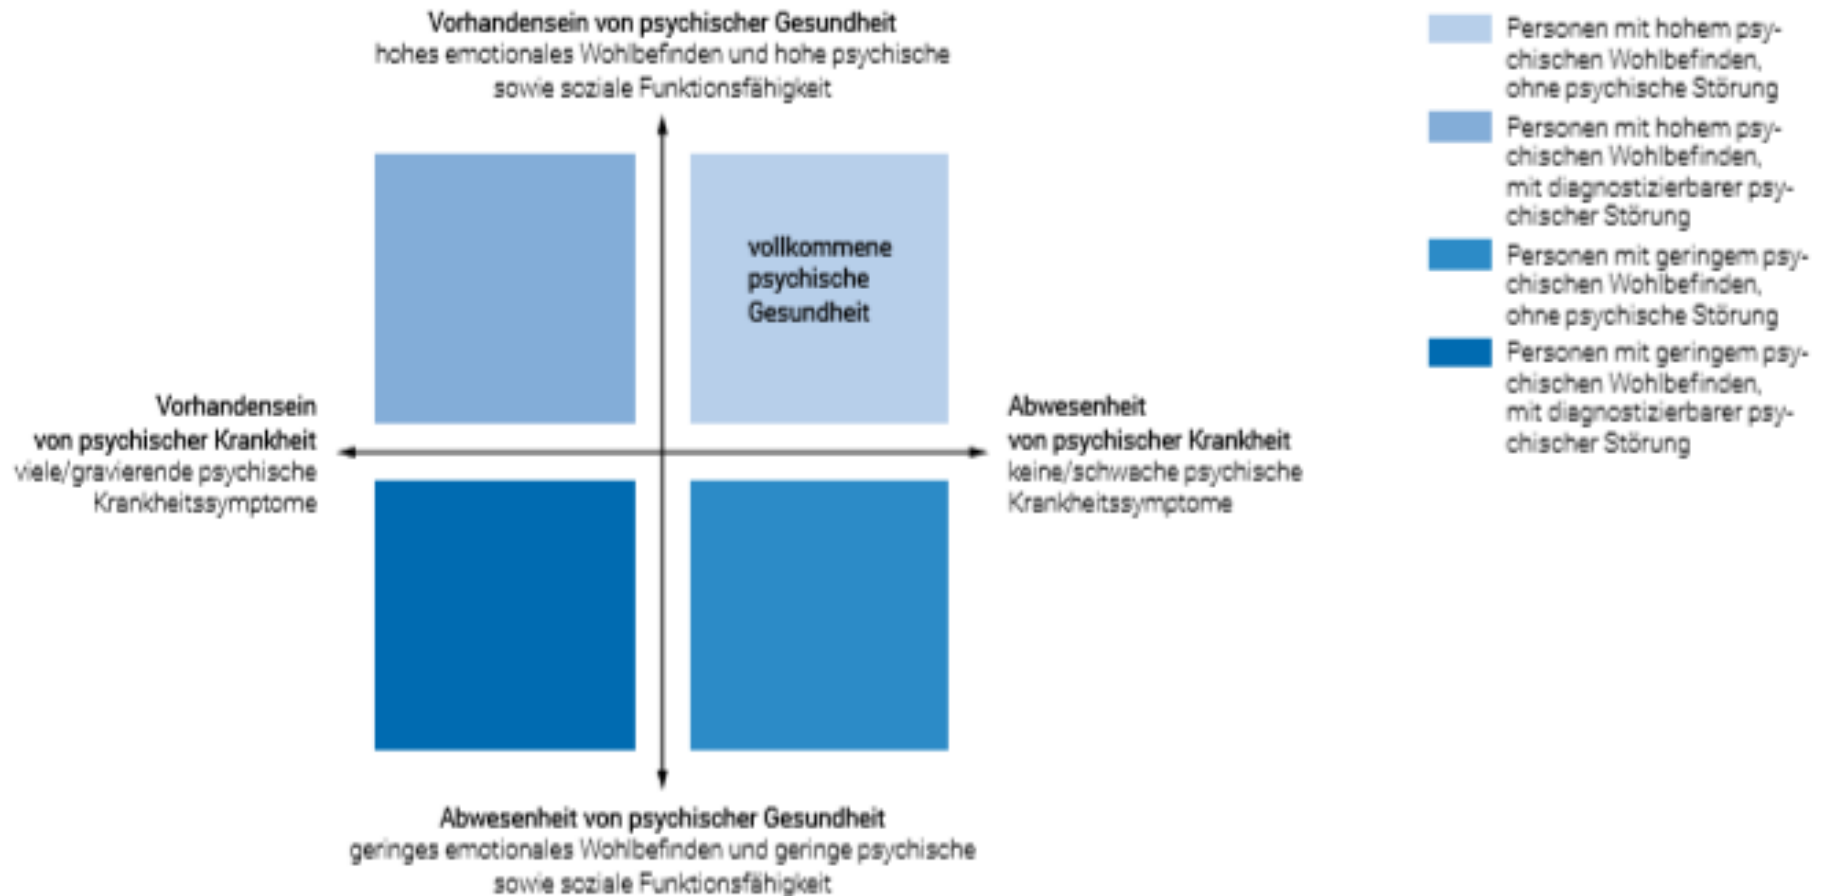 Vorhandensein von psychischer Gesundheit
hohes emotionales Wohlbefinden und hohe psychische
sowie soziale Funktionsfähigkeit
vollkommene
psychische
Gesundheit
Vorhandensein
von psychischer Krankheit
viele/gravierende psychische
Krankheitssymptome
Abwesenheit
von psychischer Krankheit
keine/schwache psychische
Krankheitssymptome
Abwesenheit von psychischer Gesundheit
geringes emotionales Wohlbefinden und geringe psychische
sowie soziale Funktionsfähigkeit
Personen mit hohem psy-
chischen Wohlbefinden,
ohne psychische Störung
Personen mit hohem psy-
chischen Wohlbefinden,
mit diagnostizierbarer psy-
chischer Störung
Personen mit geringem psy-
chischen Wohlbefinden,
ohne psychische Störung
Personen mit geringem psy-
chischen Wohlbefinden,
mit diagnostizierbarer psy-
chischer Störung